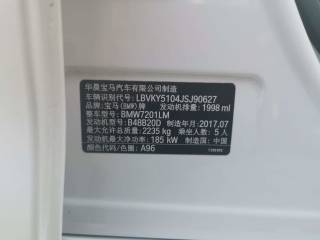 华晨宝马汽车有限公司制造
车辆识别代号: LBVKY5104JSJ90627
品牌: 宝马(BMW)牌 发动机排量: 1998 ml
整车型号: BMW7201LM
发动机型号: B48B20D 制造年月: 2017.07
最大允许总质量: 2235 kg 乘坐人数: 5 人
发动机最大净功率: 185 kW 制造国: 中国
颜色代号/色图: A96